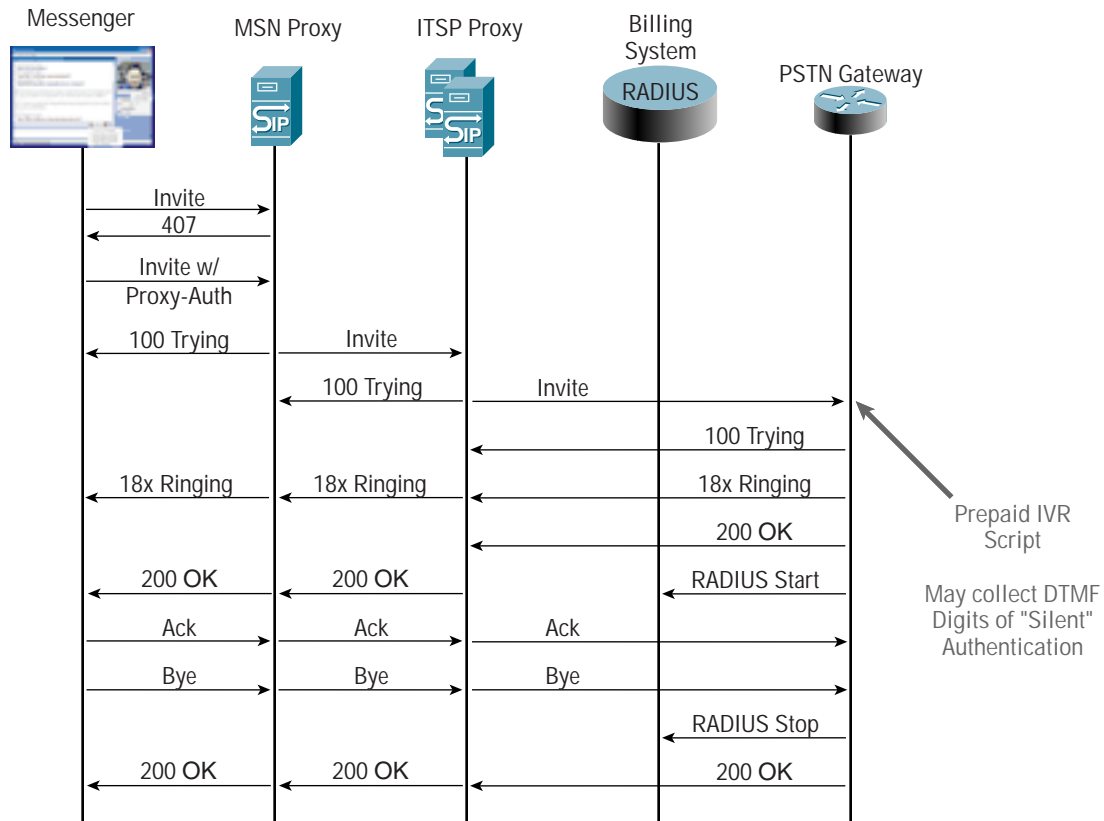 Messenger
MSN Proxy
ITSP Proxy
Billing
System
PSTN Gateway
SIP
SIP
SIP
RADIUS
Invite
407
Invite w/
Proxy-Auth
100 Trying
Invite
100 Trying
Invite
100 Trying
18x Ringing
18x Ringing
18x Ringing
Prepaid IVR
Script
200 OK
200 OK
200 OK
RADIUS Start
May collect DTMF
Digits of "Silent"
Authentication
Ack
Ack
Ack
Bye
Bye
Bye
RADIUS Stop
200 OK
200 OK
200 OK